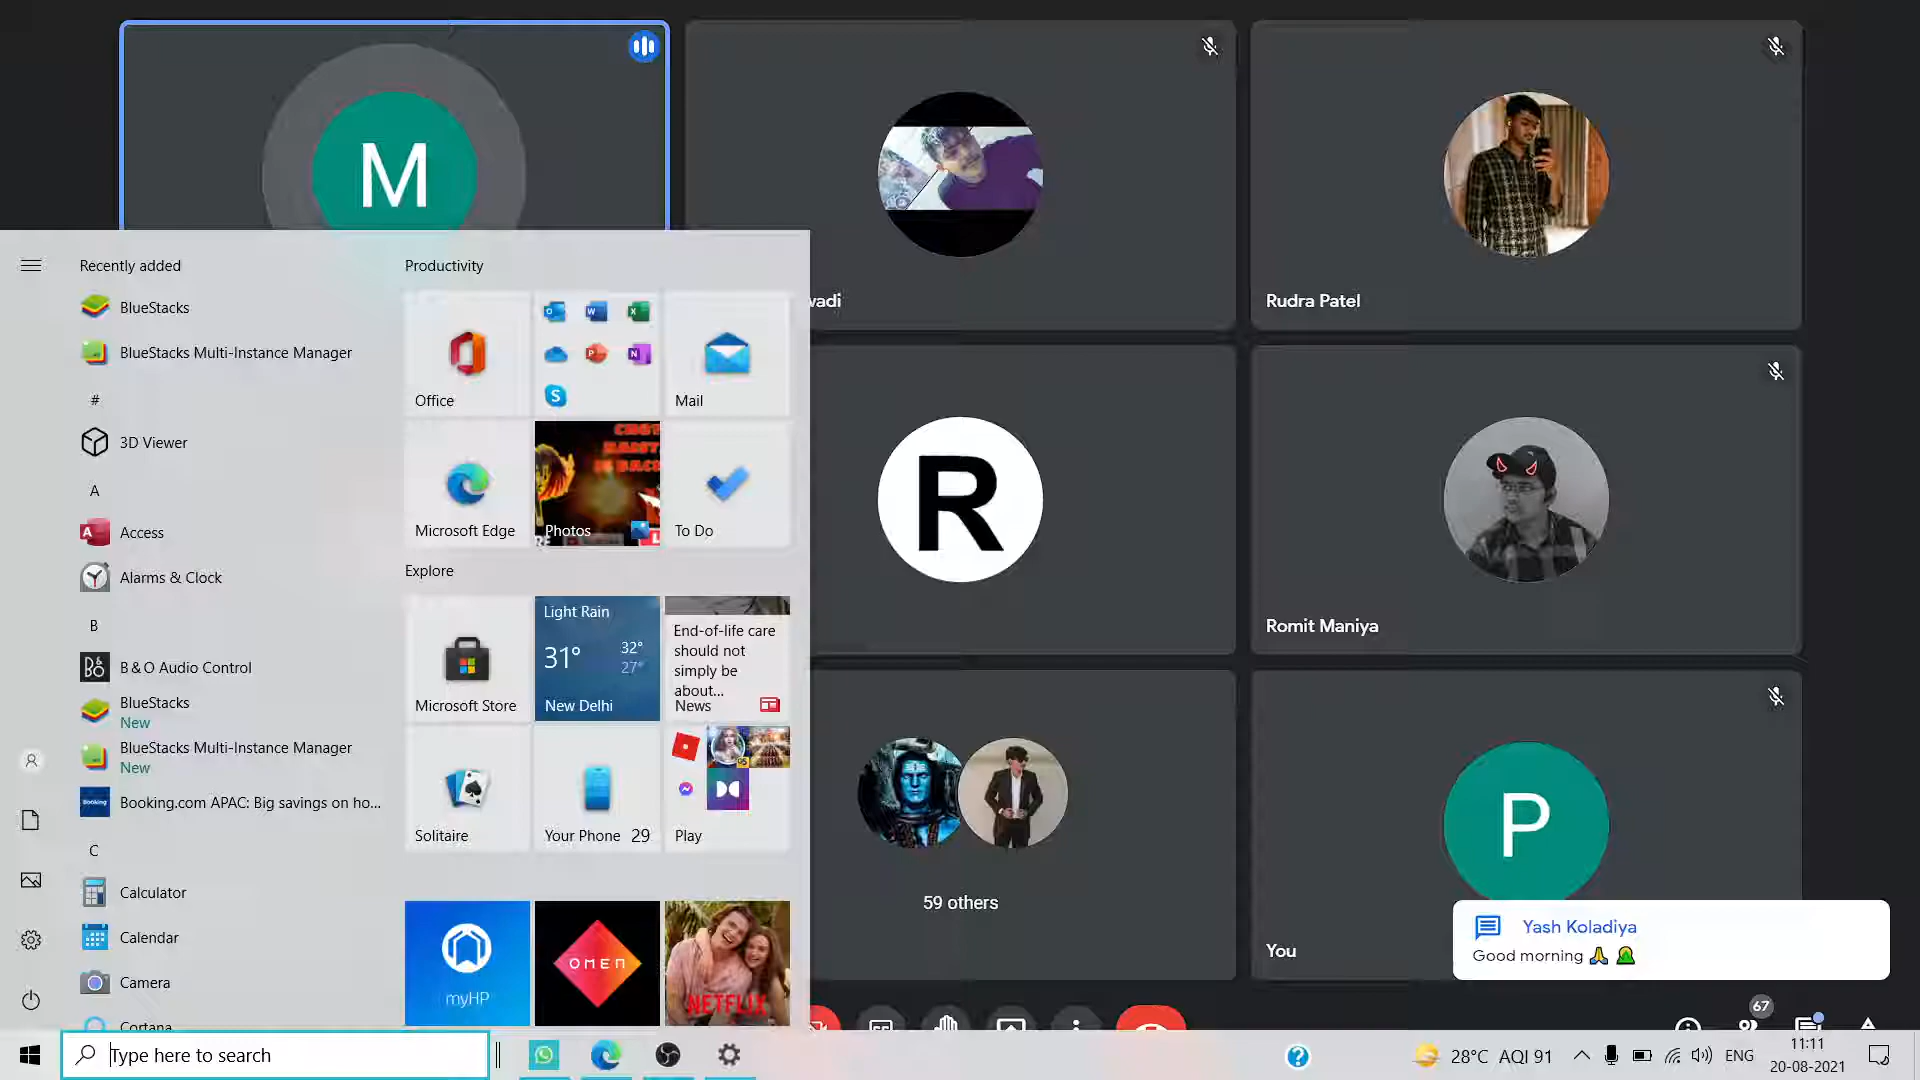 M
wadi
Rudra Patel
R
Romit Maniya
59 others
P
You
Yash Koladiya
Good morning 🙏
67
Recently added
BlueStacks
BlueStacks Multi-Instance Manager
#
3D Viewer
A
Access
Alarms & Clock
B
B&O Audio Control
BlueStacks
New
BlueStacks Multi-Instance Manager
New
Booking.com APAC: Big savings on ho...
C
Calculator
Calendar
Camera
Cortana
Productivity
Office
Mail
Microsoft Edge
Photos
To Do
Explore
Microsoft Store
Light Rain
31° 32°
27°
New Delhi
End-of-life care
should not
simply be
about...
News
Solitaire
Your Phone 29
95
Play
myHP
OMEN
NETFLIX
Type here to search
28°C AQI 91
ENG
11:11
20-08-2021